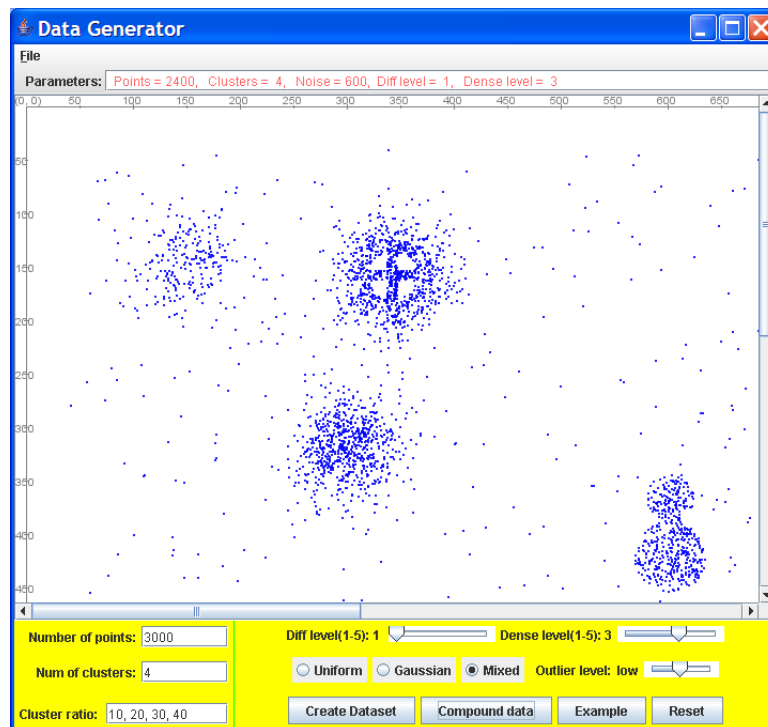 Data Generator
File
Parameters: Points = 2400, Clusters = 4, Noise = 600, Diff level = 1, Dense level = 3
(0, 0) 50 100 150 200 250 300 350 400 450 500 550 600 650
50
100
150
200
250
300
350
400
Number of points: 3000
Diff level(1-5): 1 Dense level(1-5): 3
Num of clusters: 4
Uniform Gaussian Mixed Outlier level: low
Cluster ratio: 10, 20, 30, 40
Create Dataset Compound data Example Reset